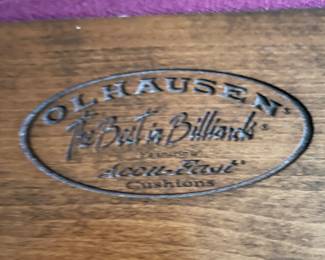 OLHAUSEN®
"The Best in Billiards"®
Accu-Fast®
Cushions